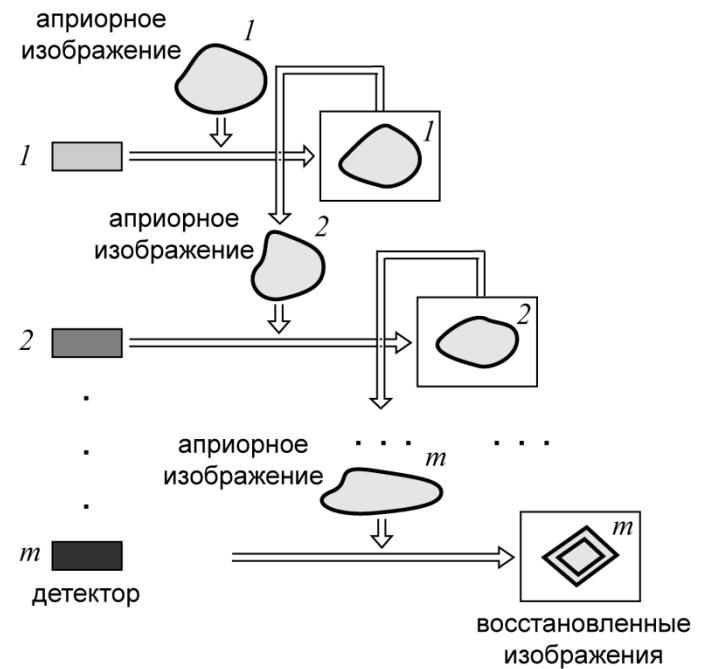 априорное
изображение
1
1
1
априорное
изображение
2
2
2
. . .
. . .
априорное
изображение
m
m
m
детектор
восстановленные
изображения